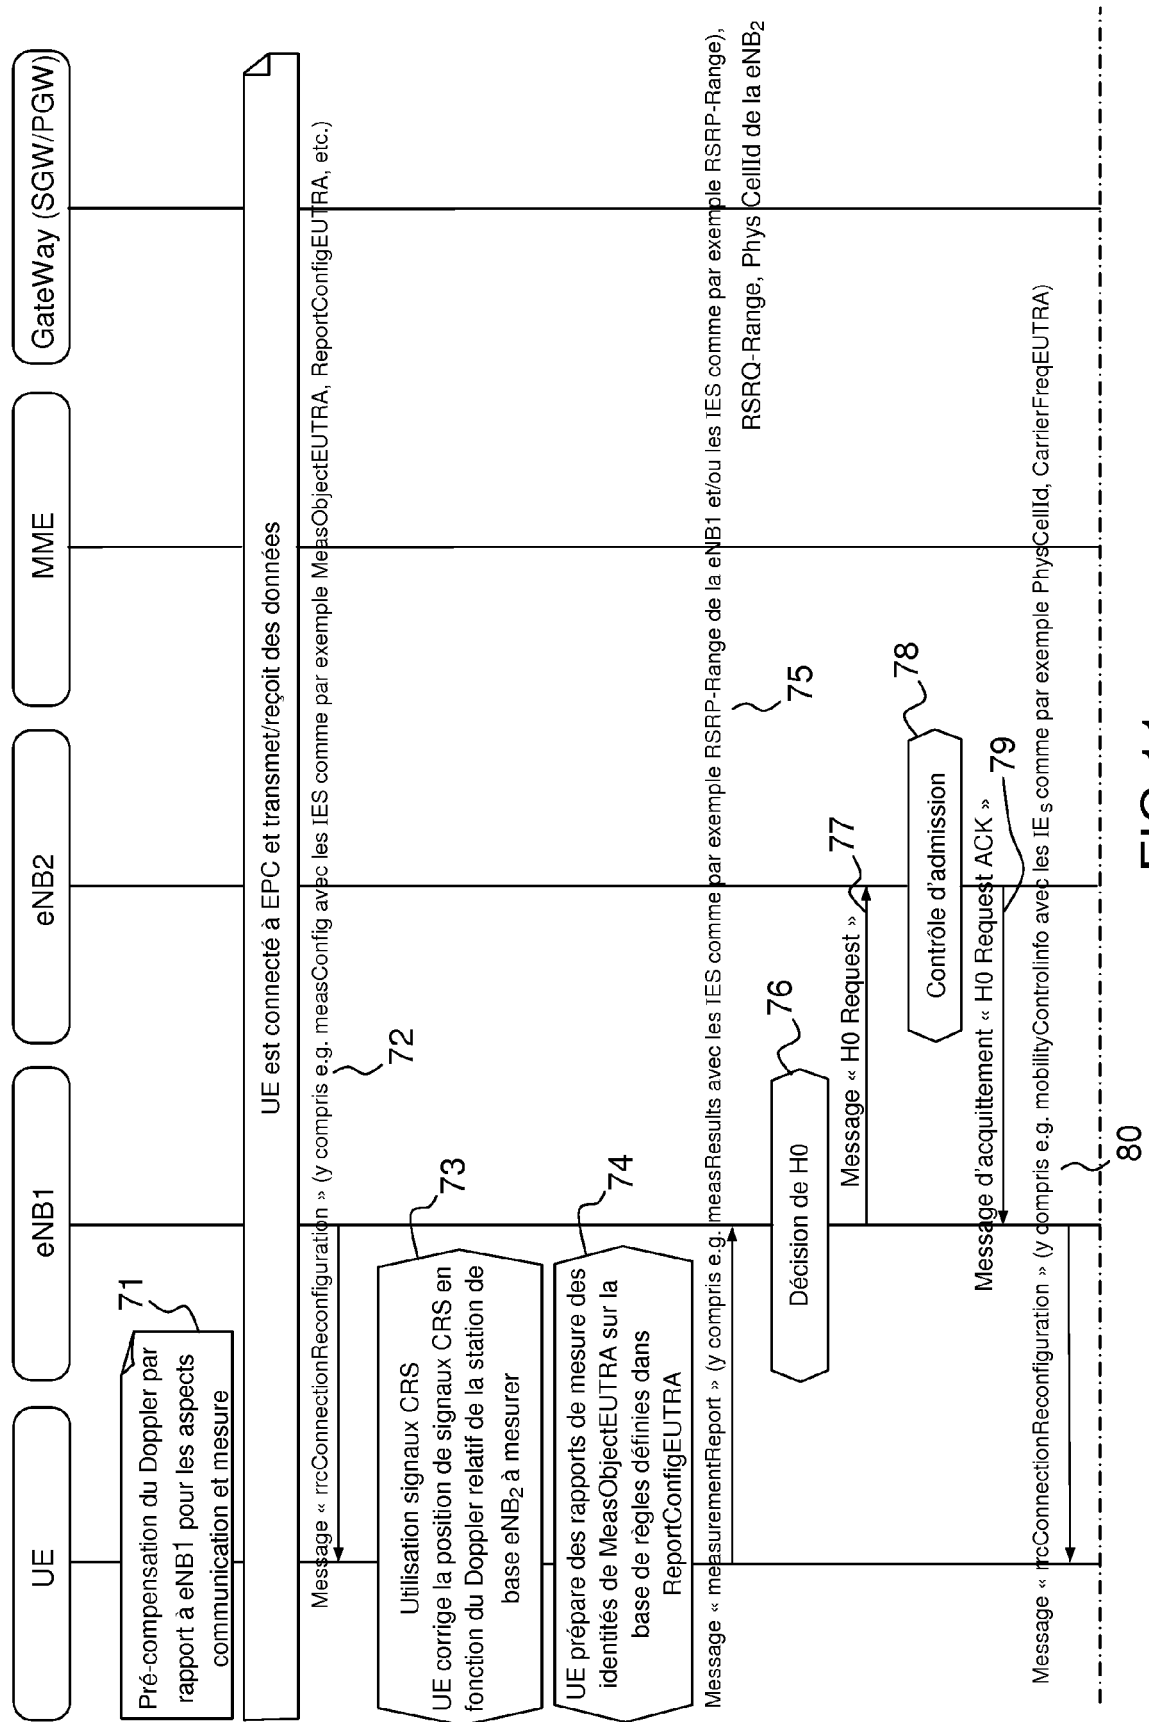 UE
eNB1
eNB2
MME
GateWay (SGW/PGW)
Pré-compensation du Doppler par
rapport à eNB1 pour les aspects
communication et mesure
71
UE est connecté à EPC et transmet/reçoit des données
Message « rrcConnectionReconfiguration » (y compris e.g. measConfig avec les IES comme par exemple MeasObjectEUTRA, ReportConfigEUTRA, etc.)
72
Utilisation signaux CRS
UE corrige la position de signaux CRS en
fonction du Doppler relatif de la station de
base eNB2 à mesurer
73
UE prépare des rapports de mesure des
identités de MeasObjectEUTRA sur la
base de règles définies dans
ReportConfigEUTRA
74
Message « measurementReport » (y compris e.g. measResults avec les IES comme par exemple RSRP-Range de la eNB1 et/ou les IES comme par exemple RSRP-Range),
RSRQ-Range, Phys CellId de la eNB2
75
Décision de H0
76
Message « H0 Request »
77
Contrôle d'admission
78
Message d'acquittement « H0 Request ACK »
79
Message « rrcConnectionReconfiguration » (y compris e.g. mobilityControlinfo avec les IEs comme par exemple PhysCellId, CarrierFreqEUTRA)
80